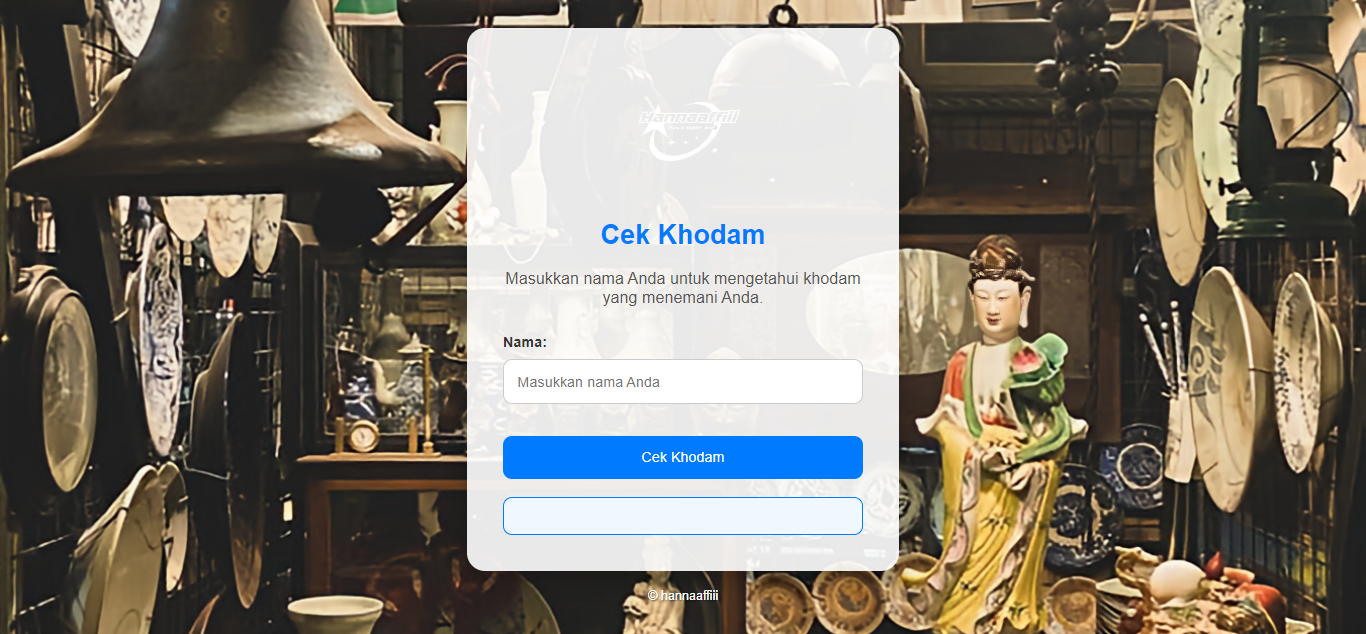 Hannaaffiii
Cek Khodam
Masukkan nama Anda untuk mengetahui khodam
yang menemani Anda.
Nama:
Masukkan nama Anda
Cek Khodam
© hannaaffiii